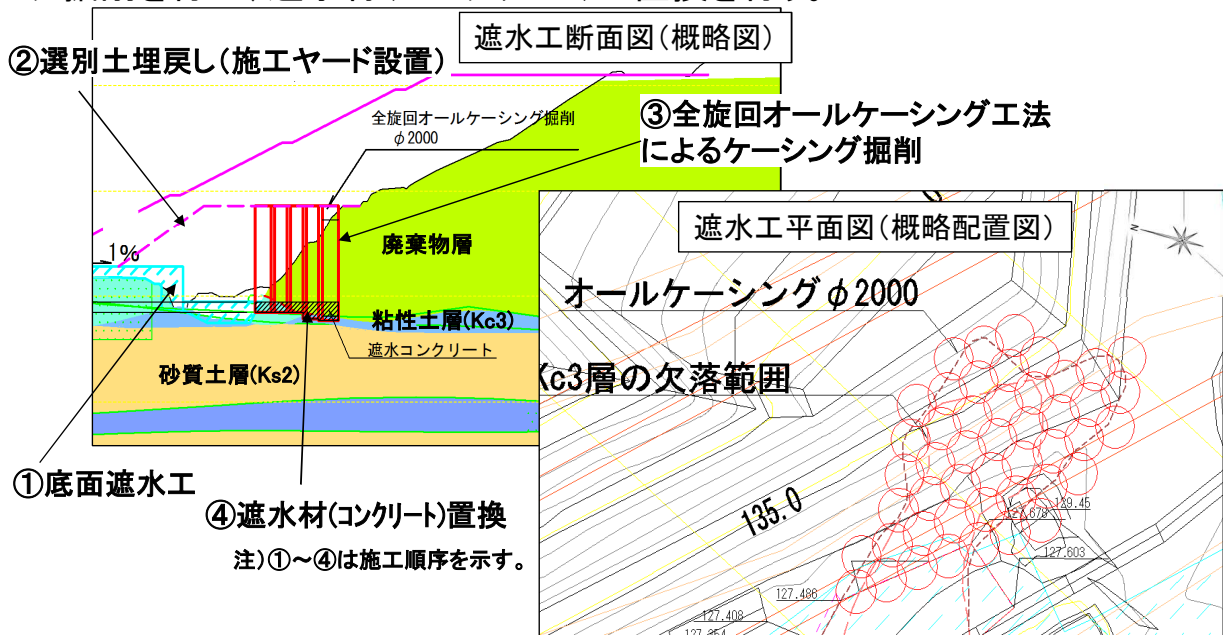 遮水工断面図(概略図)
②選別土埋戻し(施工ヤード設置)
全旋回オールケーシング掘削
φ2000
③全旋回オールケーシング工法
によるケーシング掘削
1%
廃棄物層
粘性土層(Kc3)
遮水コンクリート
砂質土層(Ks2)
①底面遮水工
④遮水材(コンクリート)置換
注)①～④は施工順序を示す。
遮水工平面図(概略配置図)
N
オールケーシングφ2000
Kc3層の欠落範囲
135.0
129.45
127.678
127.603
127.486
127.408